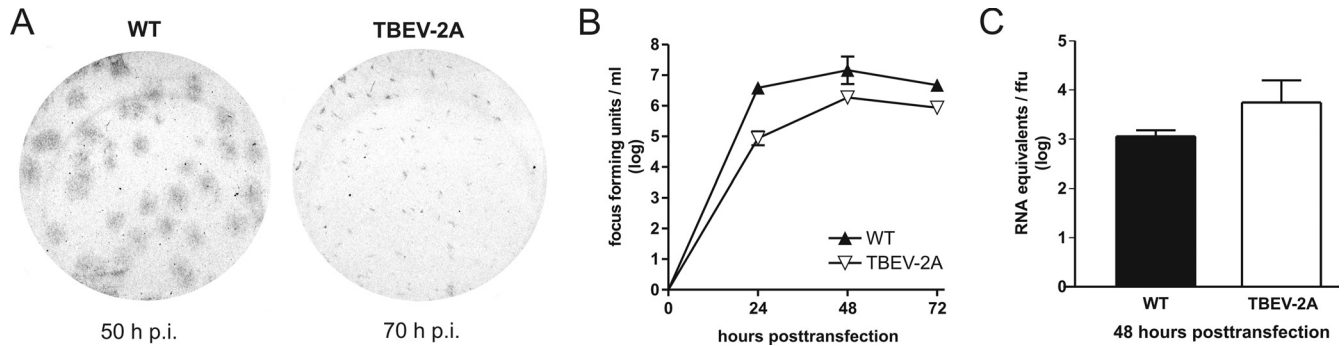 A
WT
TBEV-2A
50 h p.i.
70 h p.i.
B
focus forming units / ml
(log)
8
7
6
5
4
3
2
1
0
WT
TBEV-2A
0
24
48
72
hours posttransfection
C
RNA equivalents / ffu
(log)
5
4
3
2
1
0
WT
TBEV-2A
48 hours posttransfection